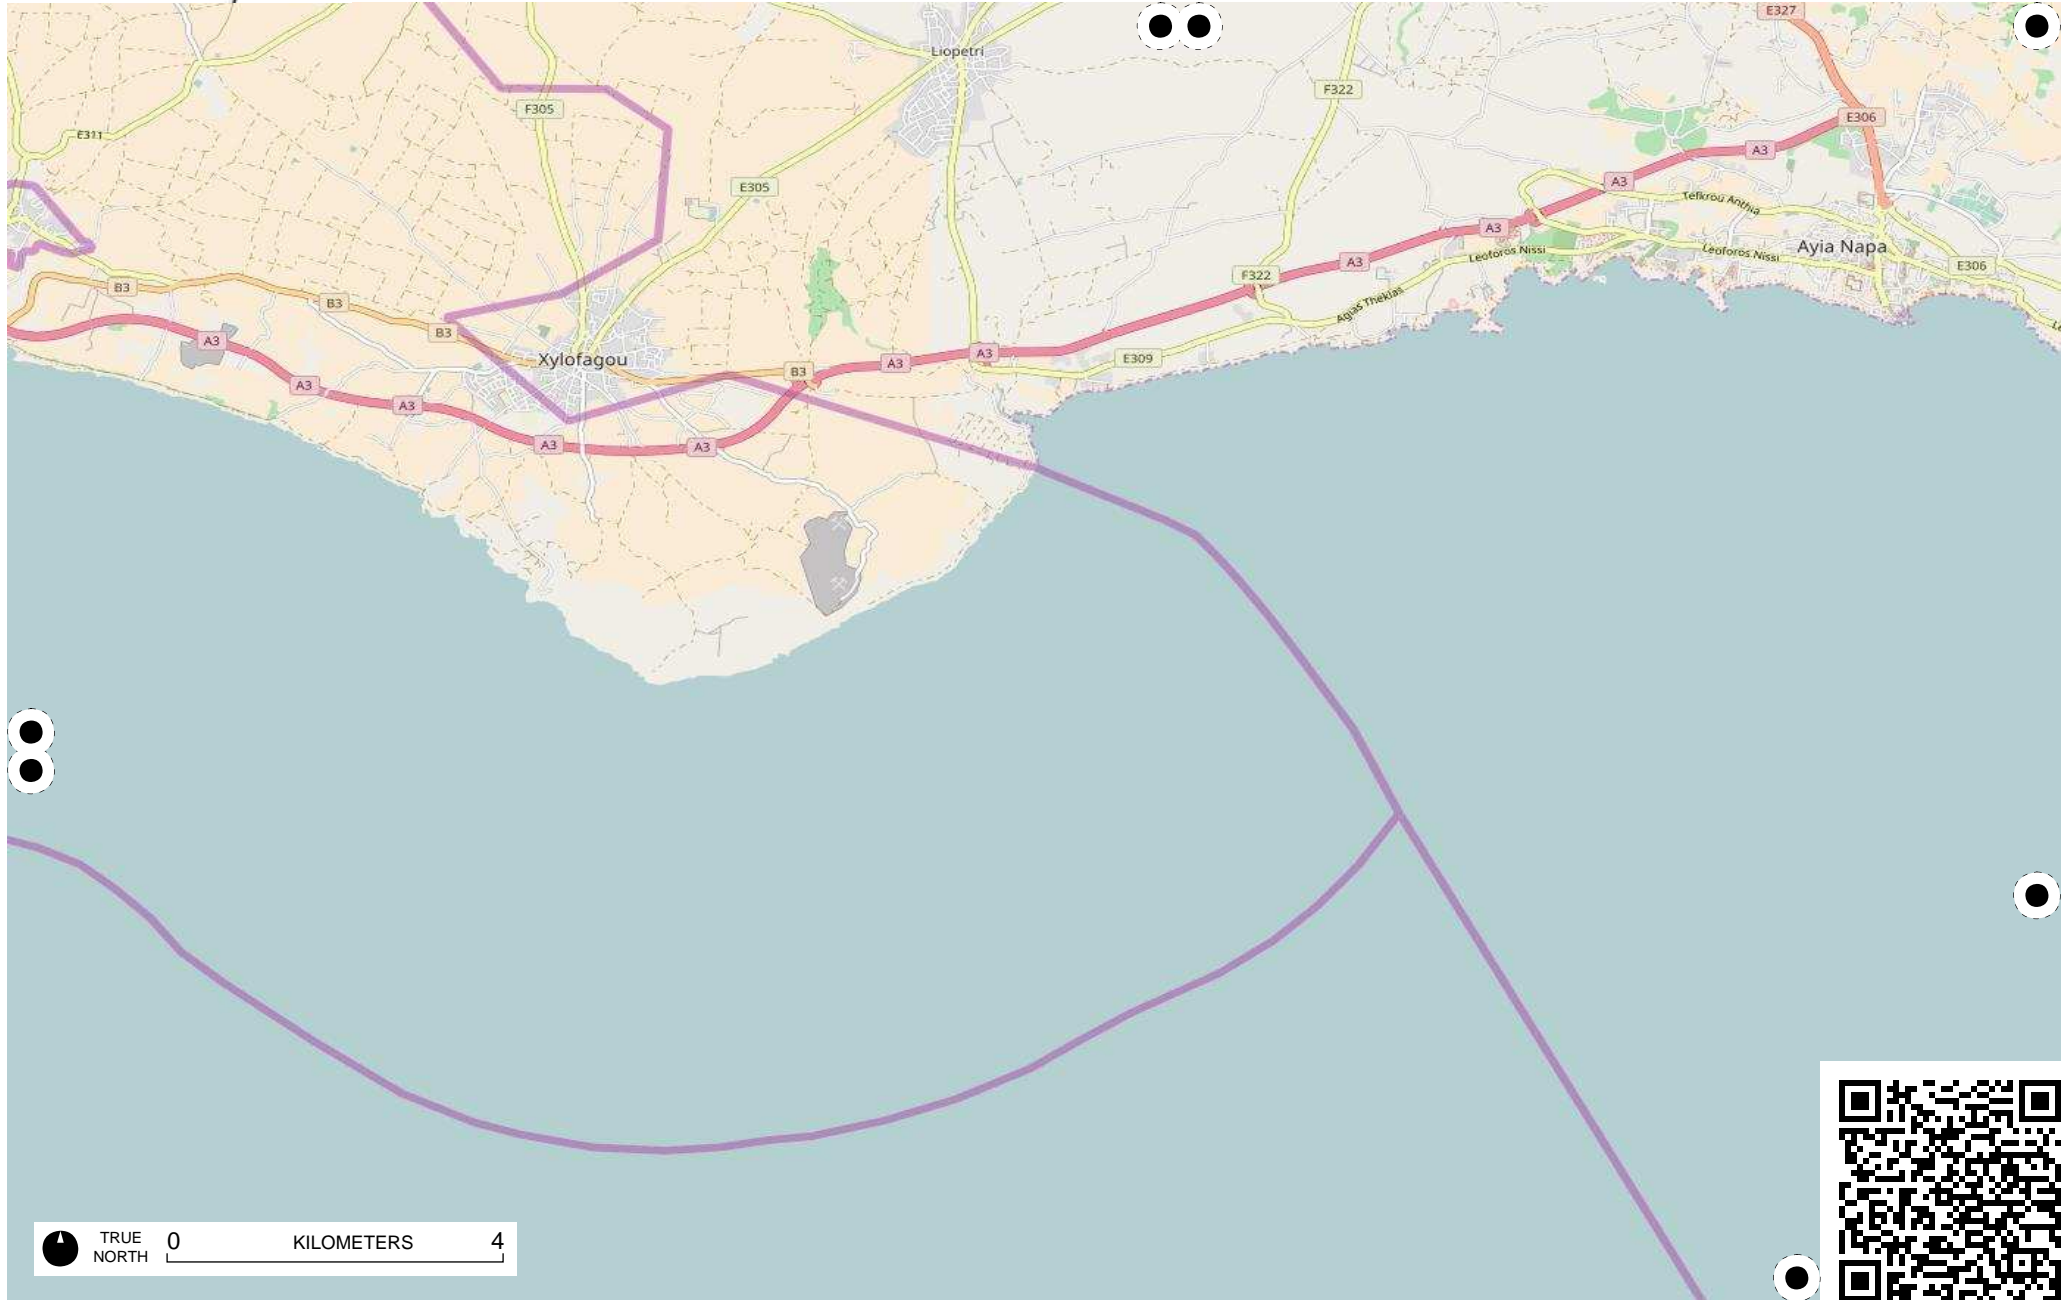 E327
Liopetri
F322
F305
E306
E311
A3
E305
A3
Tefkrou Anthia
A3
Ayia Napa
Leoforos Nissi
Leoforos Nissi
A3
E306
F322
B3
Agias Theklas
B3
B3
A3
Xylofagou
A3
E309
B3
A3
A3
A3
A3
A3
TRUE
NORTH
0 KILOMETERS 4